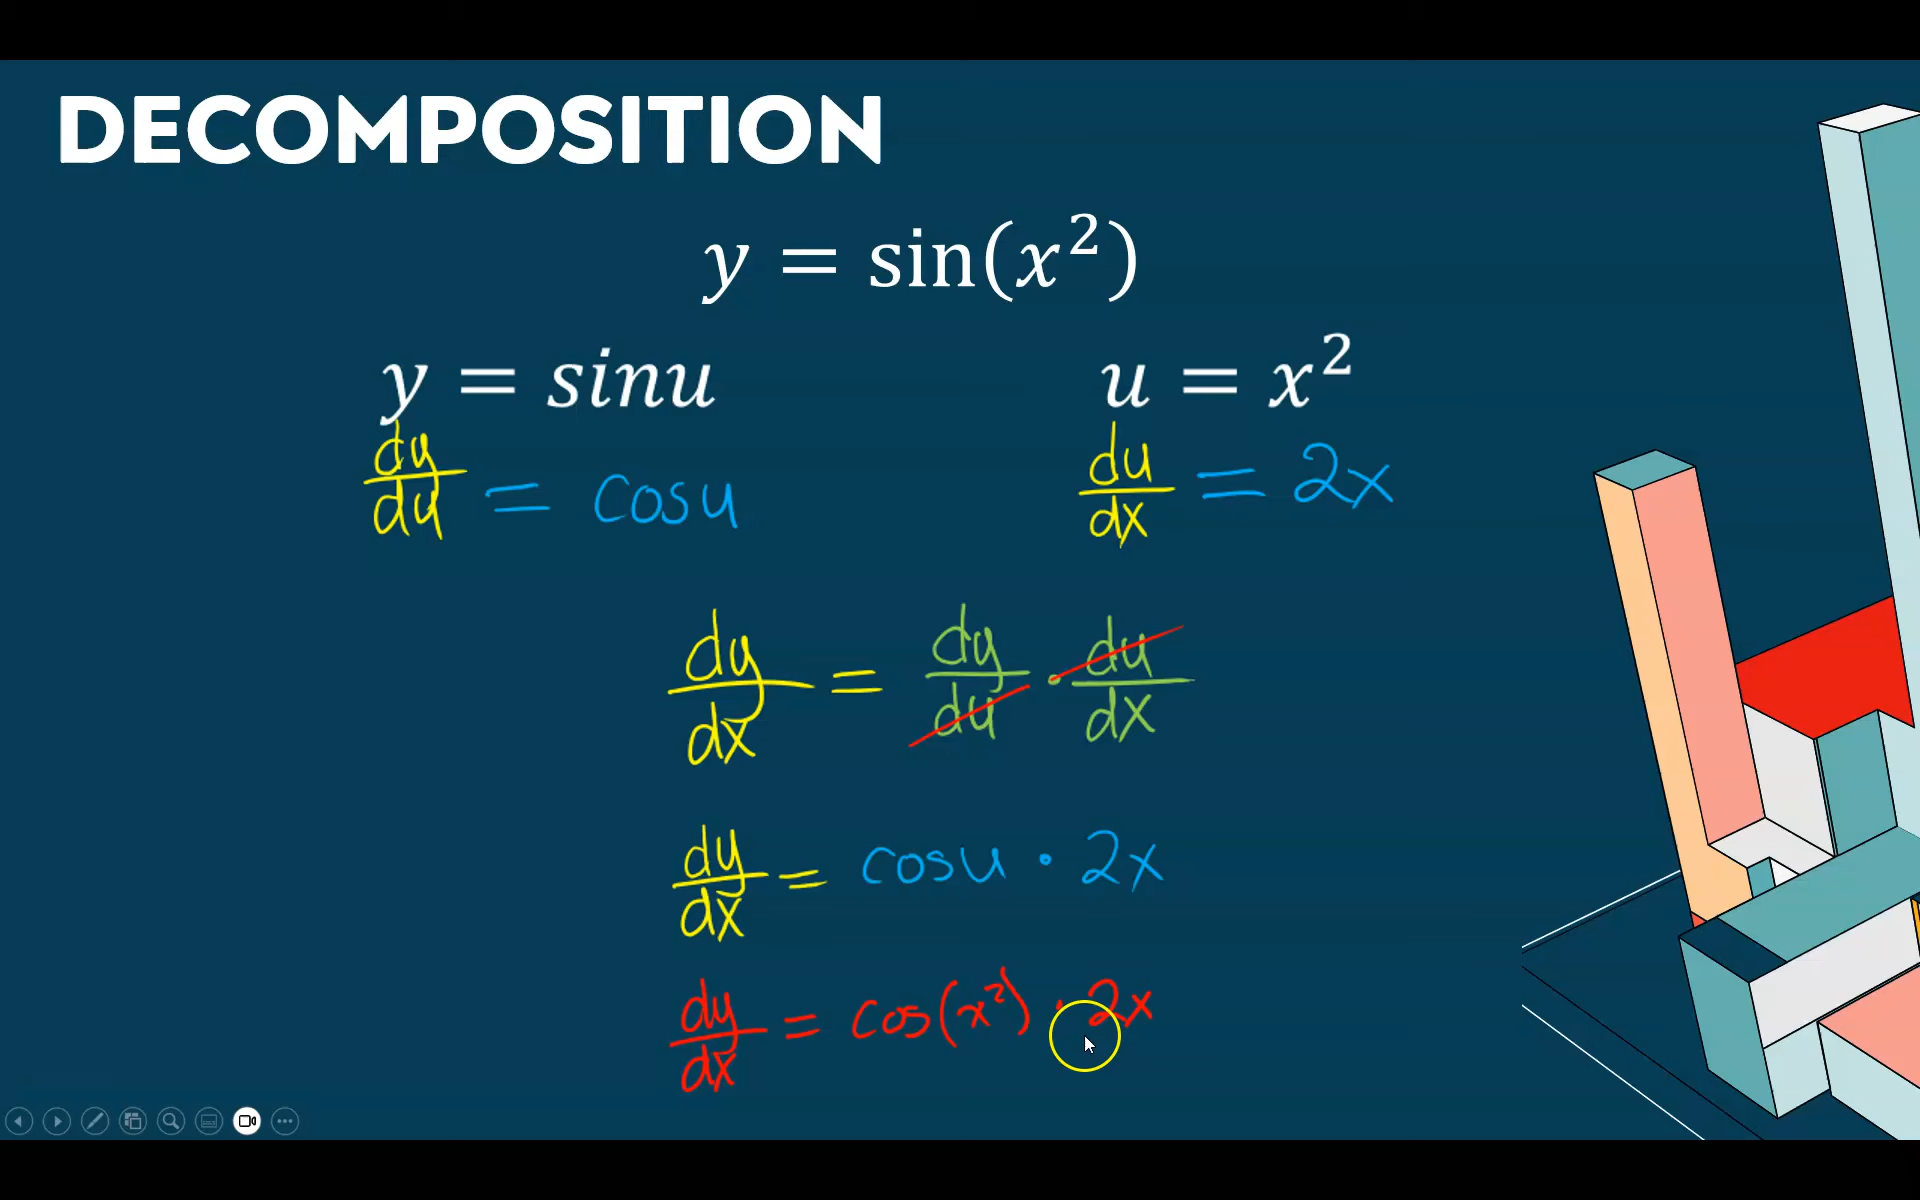 DECOMPOSITION
y = sin(x²)
y = sinu
u = x²
dy/du = cosu
du/dx = 2x
dy/dx = dy/du · du/dx
dy/dx = cosu · 2x
dy/dx = cos(x²) · 2x